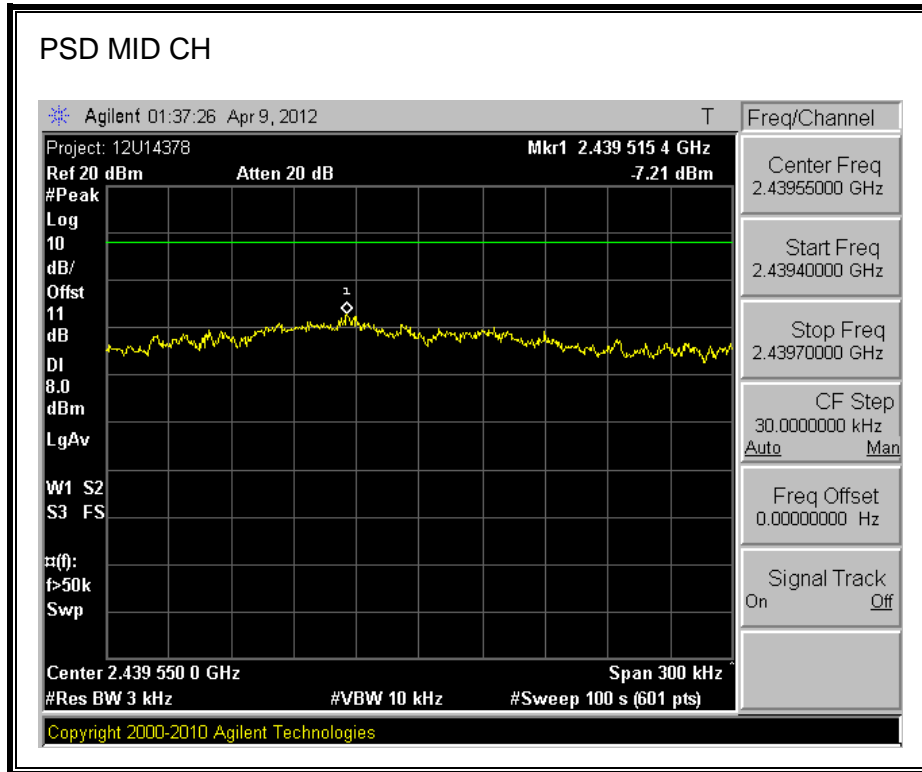 PSD MID CH
Agilent 01:37:26 Apr 9, 2012 T
Freq/Channel
Project: 12U14378 Mkr1 2.439 515 4 GHz
Ref 20 dBm Atten 20 dB -7.21 dBm
#Peak
Log
10
dB/
Offst
11
dB
DI
8.0
dBm
LgAv
W1 S2
S3 FS
¤(f):
f>50k
Swp
1
Center 2.439 550 0 GHz Span 300 kHz
#Res BW 3 kHz #VBW 10 kHz #Sweep 100 s (601 pts)
Center Freq
2.43955000 GHz
Start Freq
2.43940000 GHz
Stop Freq
2.43970000 GHz
CF Step
30.0000000 kHz
Auto Man
Freq Offset
0.00000000 Hz
Signal Track
On Off
Copyright 2000-2010 Agilent Technologies